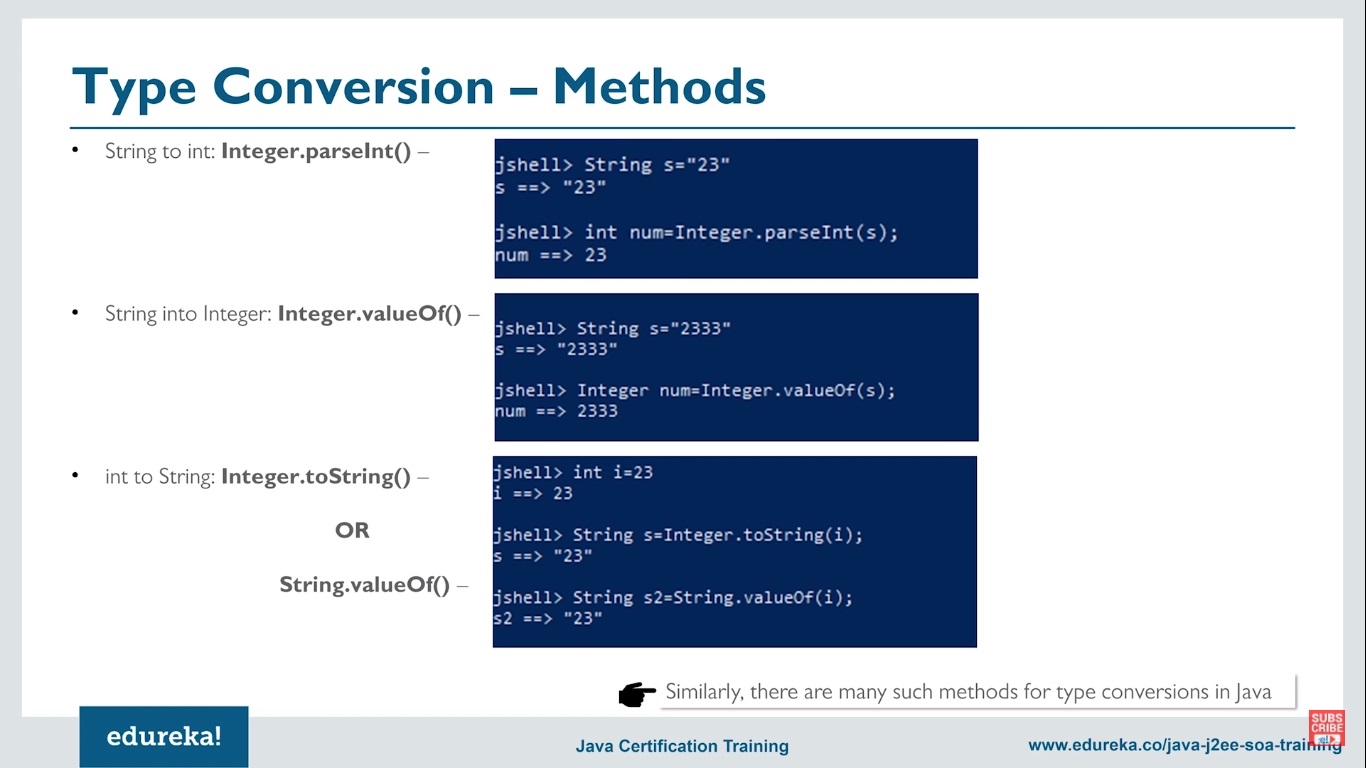 Type Conversion – Methods
• String to int: Integer.parseInt() –
jshell> String s="23"
s ==> "23"
jshell> int num=Integer.parseInt(s);
num ==> 23
• String into Integer: Integer.valueOf() –
jshell> String s="2333"
s ==> "2333"
jshell> Integer num=Integer.valueOf(s);
num ==> 2333
• int to String: Integer.toString() –
OR
String.valueOf() –
jshell> int i=23
i ==> 23
jshell> String s=Integer.toString(i);
s ==> "23"
jshell> String s2=String.valueOf(i);
s2 ==> "23"
Similarly, there are many such methods for type conversions in Java
edureka!
Java Certification Training
www.edureka.co/java-j2ee-soa-training
SUBS
CRIBE